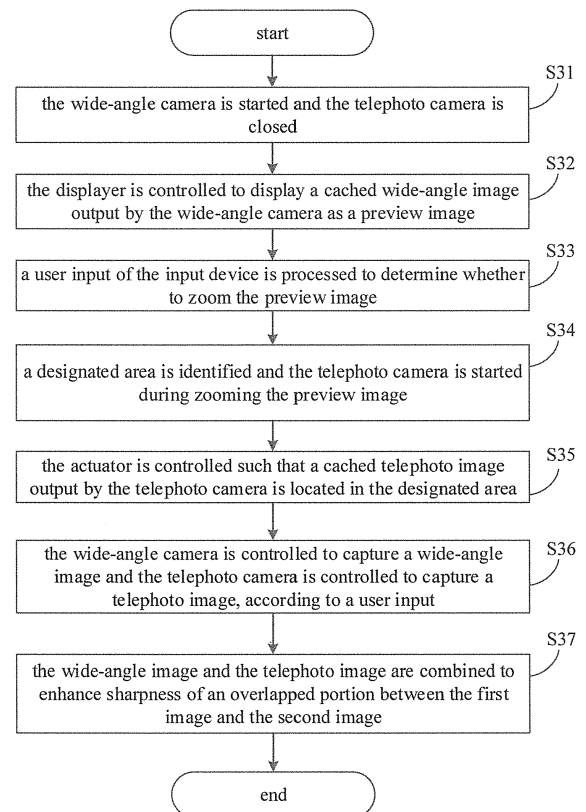 start
S31
the wide-angle camera is started and the telephoto camera is
closed
S32
the displayer is controlled to display a cached wide-angle image
output by the wide-angle camera as a preview image
S33
a user input of the input device is processed to determine whether
to zoom the preview image
S34
a designated area is identified and the telephoto camera is started
during zooming the preview image
S35
the actuator is controlled such that a cached telephoto image
output by the telephoto camera is located in the designated area
S36
the wide-angle camera is controlled to capture a wide-angle
image and the telephoto camera is controlled to capture a
telephoto image, according to a user input
S37
the wide-angle image and the telephoto image are combined to
enhance sharpness of an overlapped portion between the first
image and the second image
end